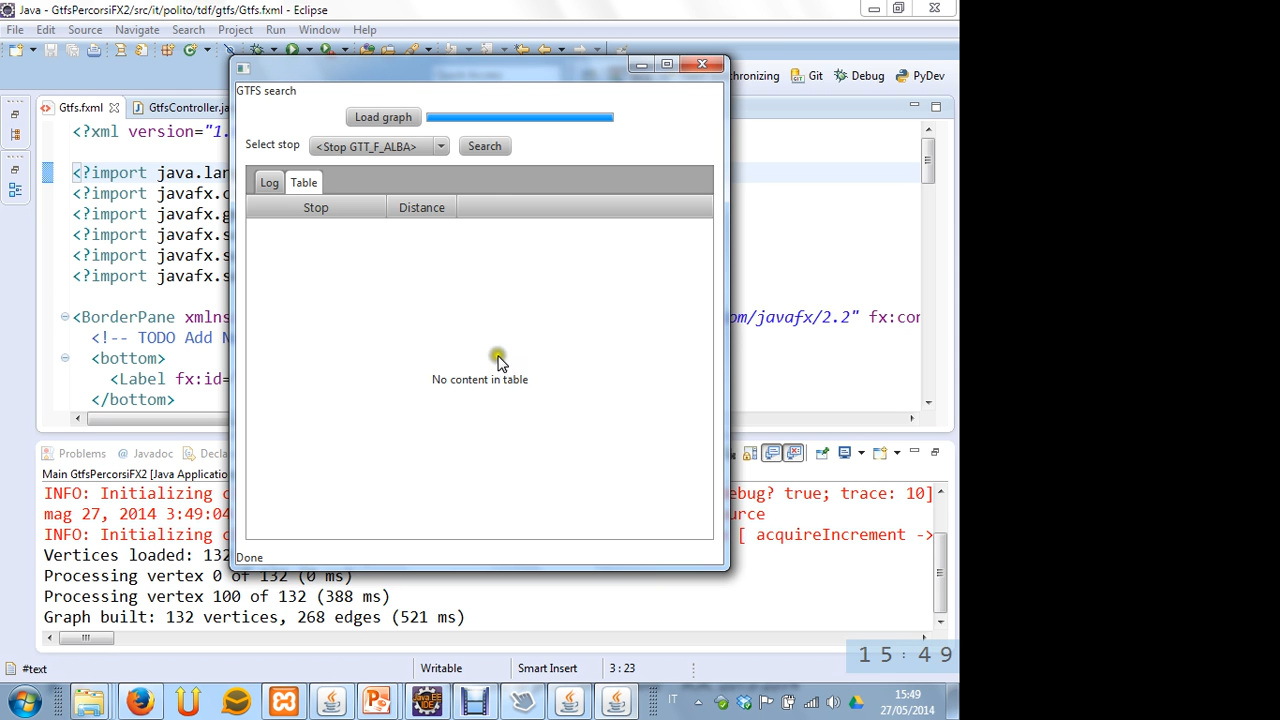 Java - GtfsPercorsiFX2/src/it/polito/tdf/gtfs/Gtfs.fxml - Eclipse
File Edit Source Navigate Search Project Run Window Help
chronizing Git Debug PyDev
GTFS search
Load graph
Select stop <Stop GTT_F_ALBA> Search
Log Table
Stop Distance
No content in table
Done
Gtfs.fxml GtfsController.ja
<?xml version="1.
<?import java.lan
<?import javafx.c
<?import javafx.g
<?import javafx.s
<?import javafx.s
<?import javafx.s
<BorderPane xmlns om/javafx/2.2" fx:con
<!-- TODO Add N
<bottom>
<Label fx:id=
</bottom>
Problems @ Javadoc Decla
Main GtfsPercorsiFX2 [Java Application
INFO: Initializing c ebug? true; trace: 10]
mag 27, 2014 3:49:04 urce
INFO: Initializing c [ acquireIncrement ->
Vertices loaded: 132
Processing vertex 0 of 132 (0 ms)
Processing vertex 100 of 132 (388 ms)
Graph built: 132 vertices, 268 edges (521 ms)
15:49
#text Writable Smart Insert 3 : 23
Java EE IDE
IT 15:49
27/05/2014